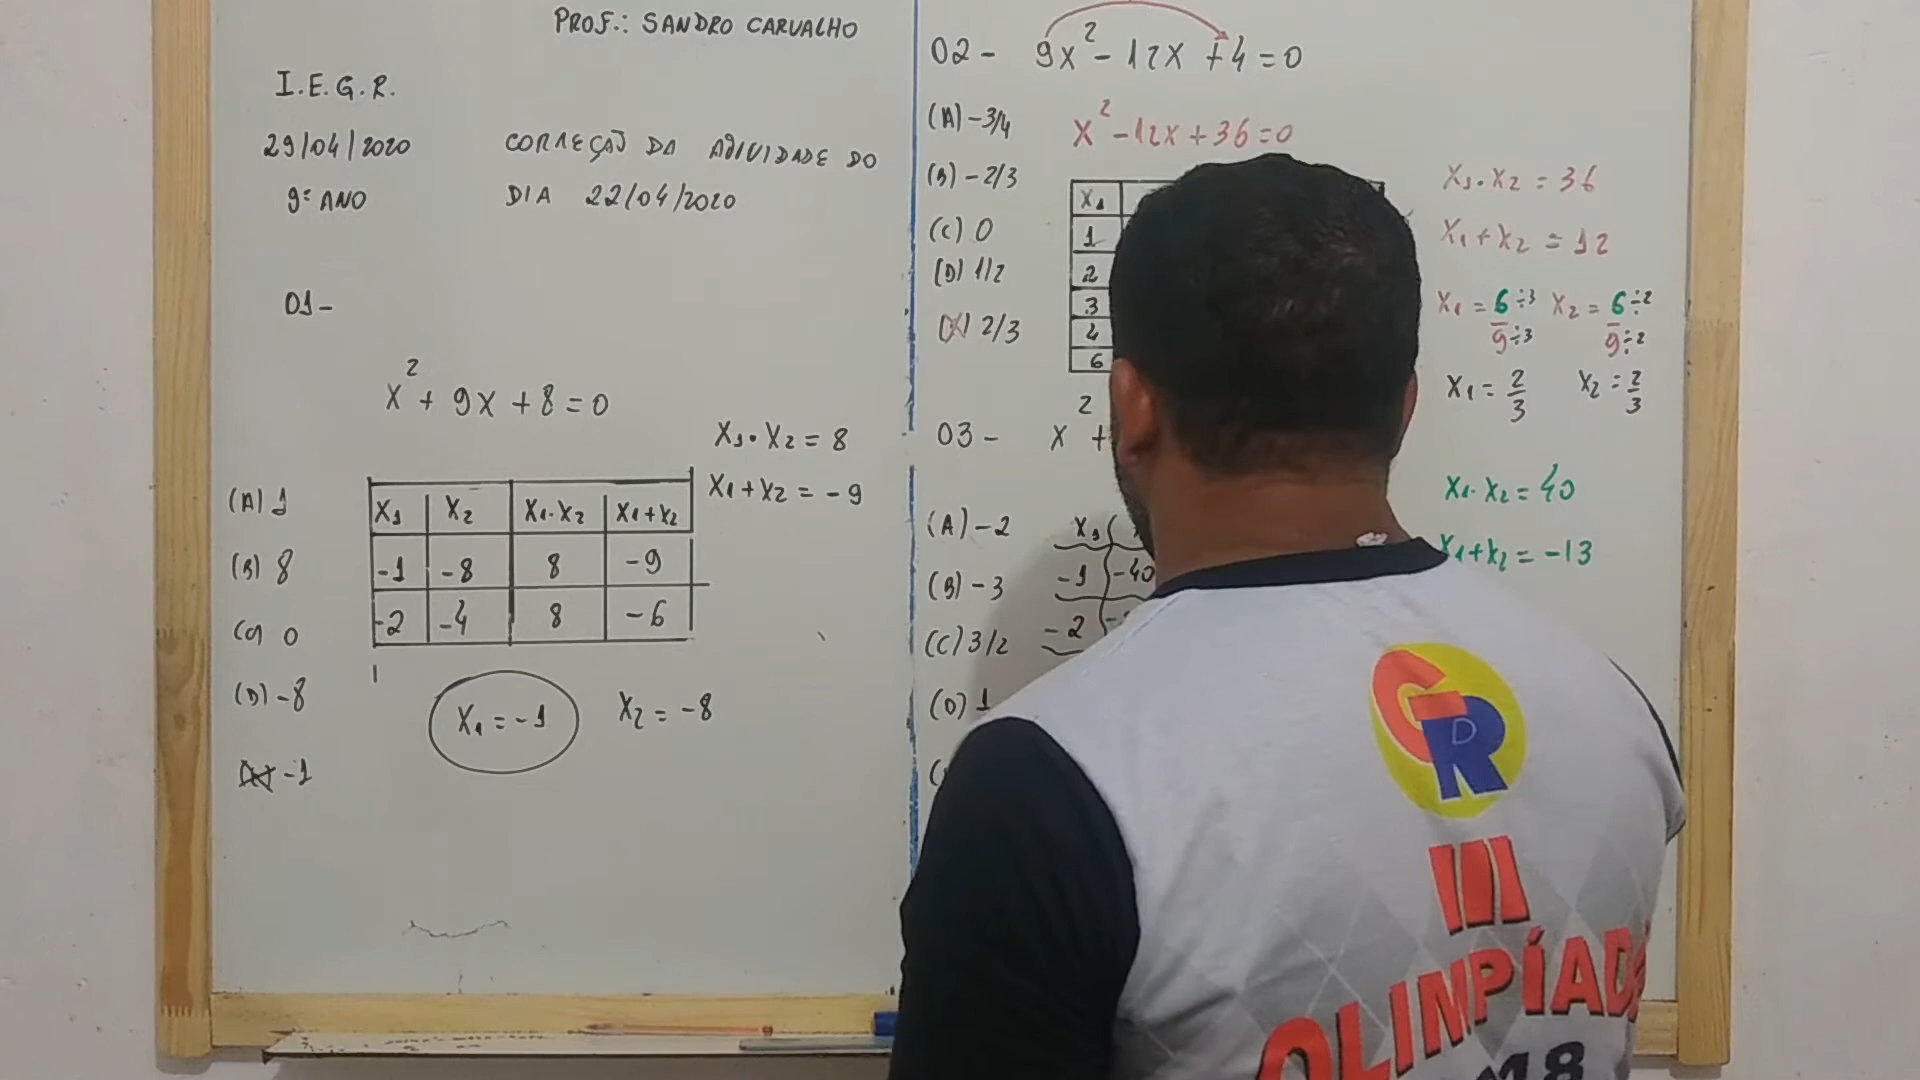 PROF.: SANDRO CARVALHO
I.E.G.R.
29/04/2020
9º ANO
CORREÇÃO DA ATIVIDADE DO
DIA 22/04/2020
01-
x² + 9x + 8 = 0
x₁ · x₂ = 8
x₁ + x₂ = -9
(A) 1
(B) 8
(C) 0
(D) -8
-1
x₁ x₂ x₁·x₂ x₁+x₂
-1 -8 8 -9
-2 -4 8 -6
x₁ = -1 x₂ = -8
02- 9x² - 12x + 4 = 0
(A) -3/4
(B) -2/3
(C) 0
(D) 1/2
2/3
x² - 12x + 36 = 0
x₁
1
2
3
4
6
x₁ · x₂ = 36
x₁ + x₂ = 12
x₁ = 6÷3/9÷3 x₂ = 6÷2/9÷2
x₁ = 2/3 x₂ = 2/3
03- x² +
(A) -2
(B) -3
(C) 3/2
(D) 1
x₁
-1 -40
-2
x₁ · x₂ = 40
x₁ + x₂ = -13
GR
D
III
OLIMPÍAD
18